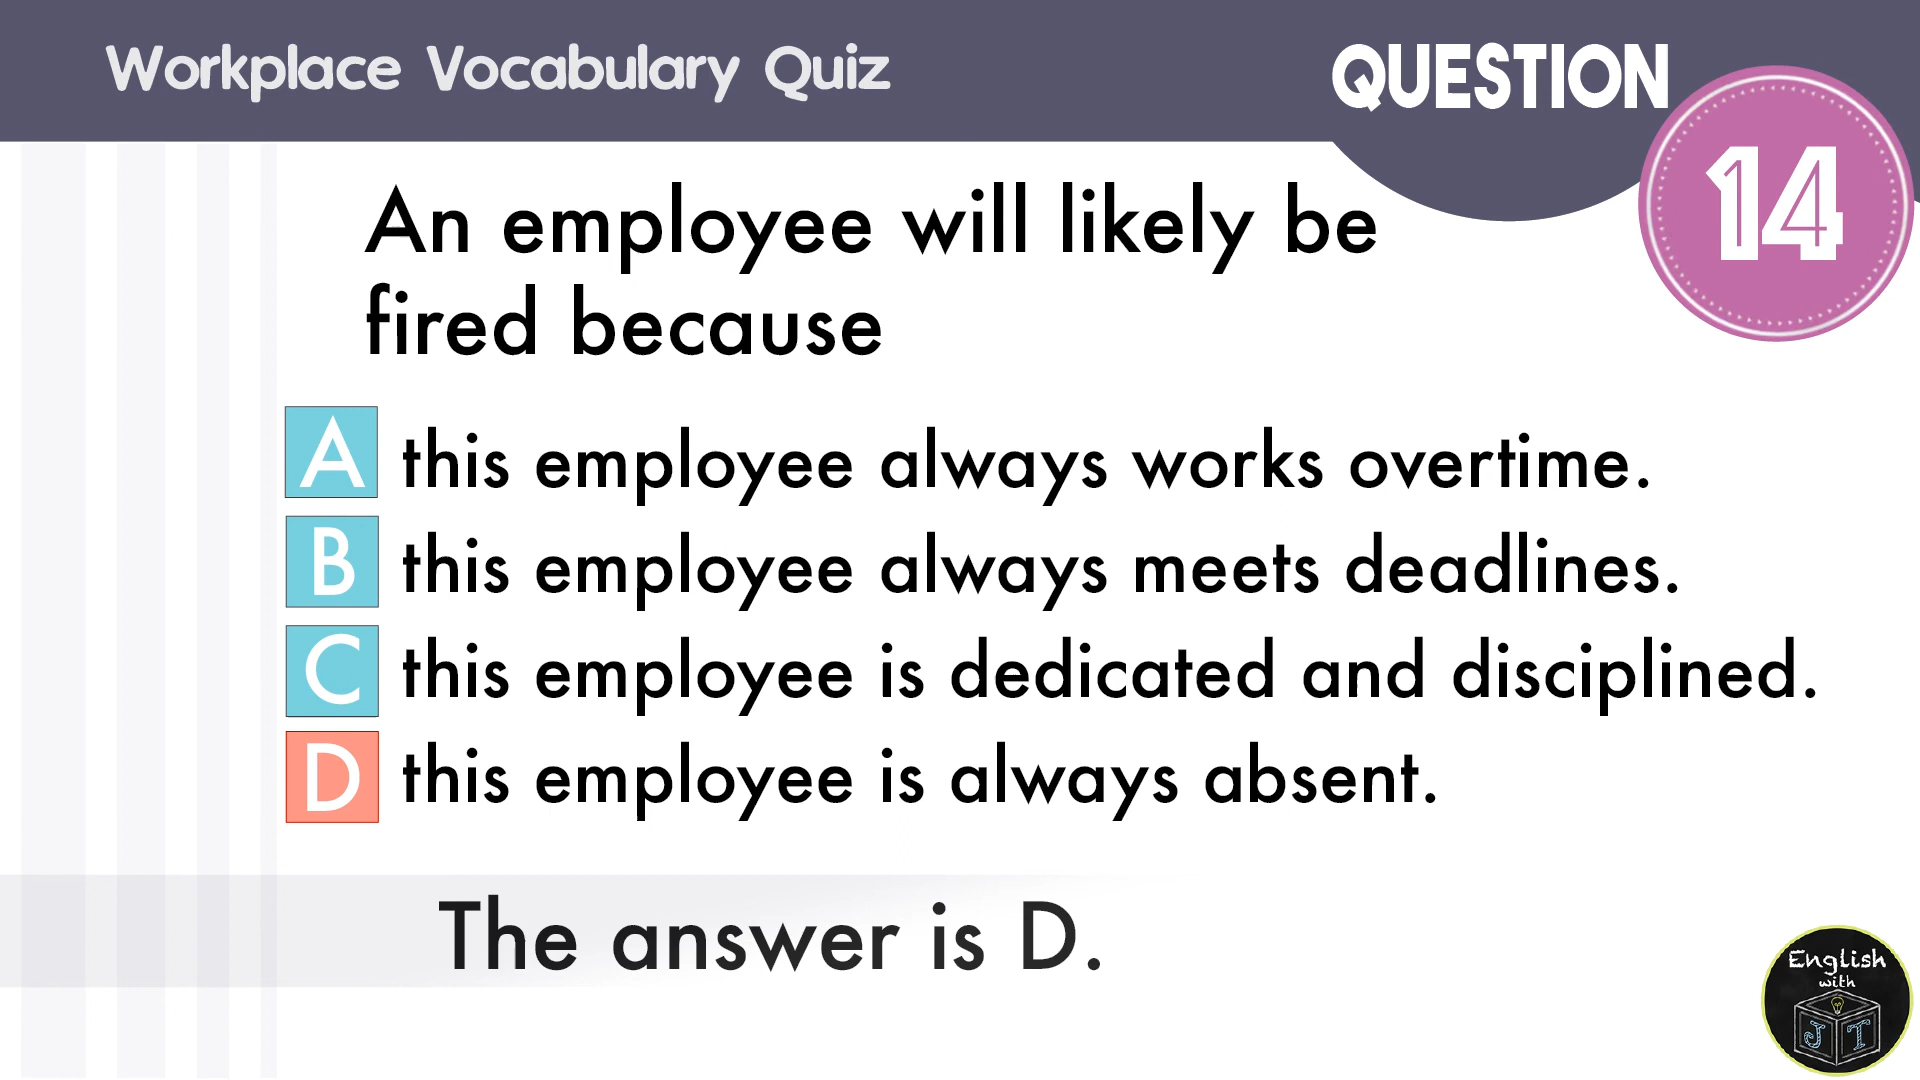 Workplace Vocabulary Quiz
QUESTION
14
An employee will likely be
fired because
A this employee always works overtime.
B this employee always meets deadlines.
C this employee is dedicated and disciplined.
D this employee is always absent.
The answer is D.
English
with
J T